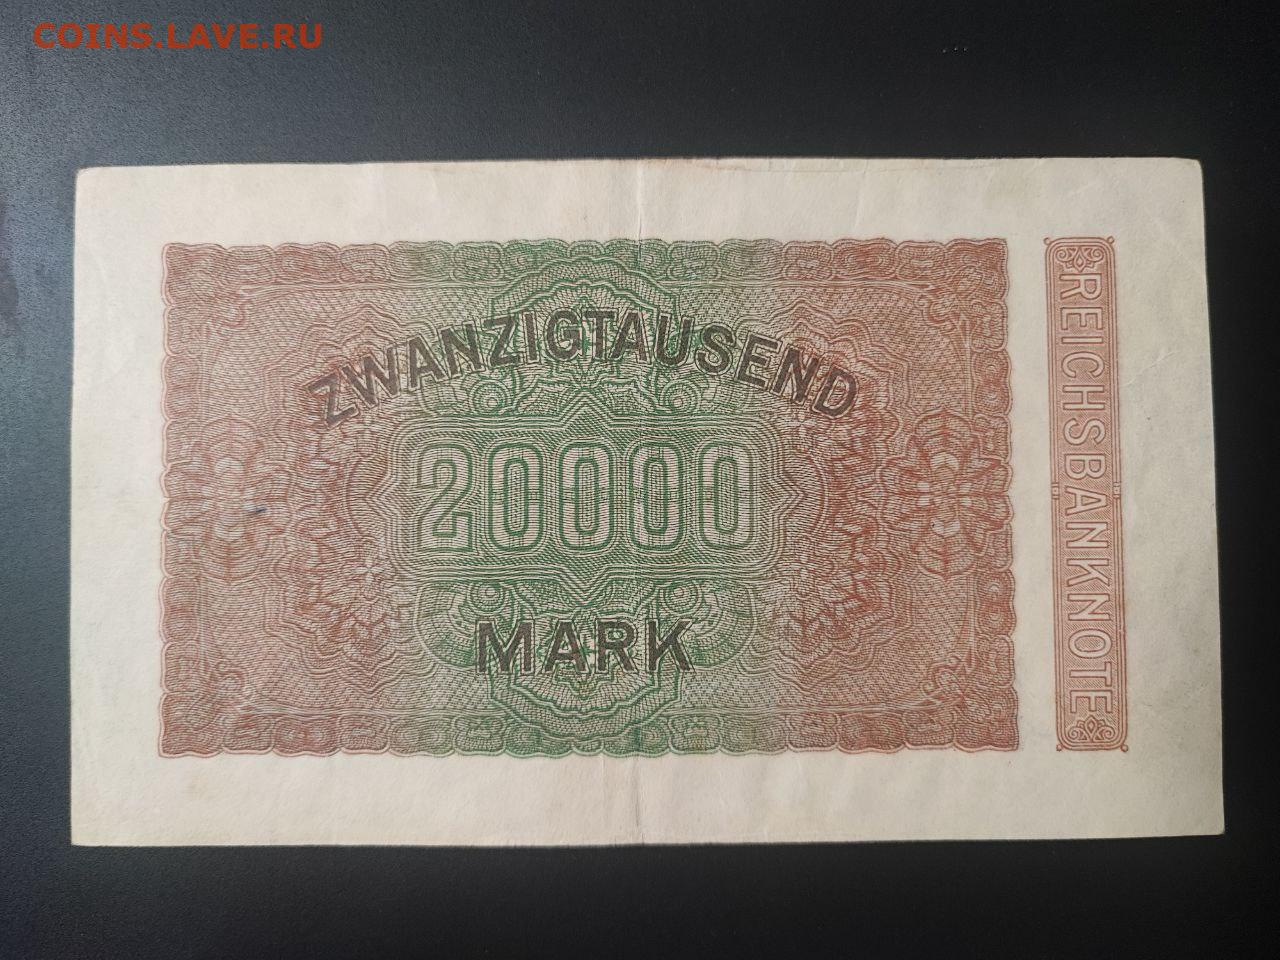 COINS.LAVE.RU
ZWANZIGTAUSEND
20000
MARK
REICHSBANKNOTE